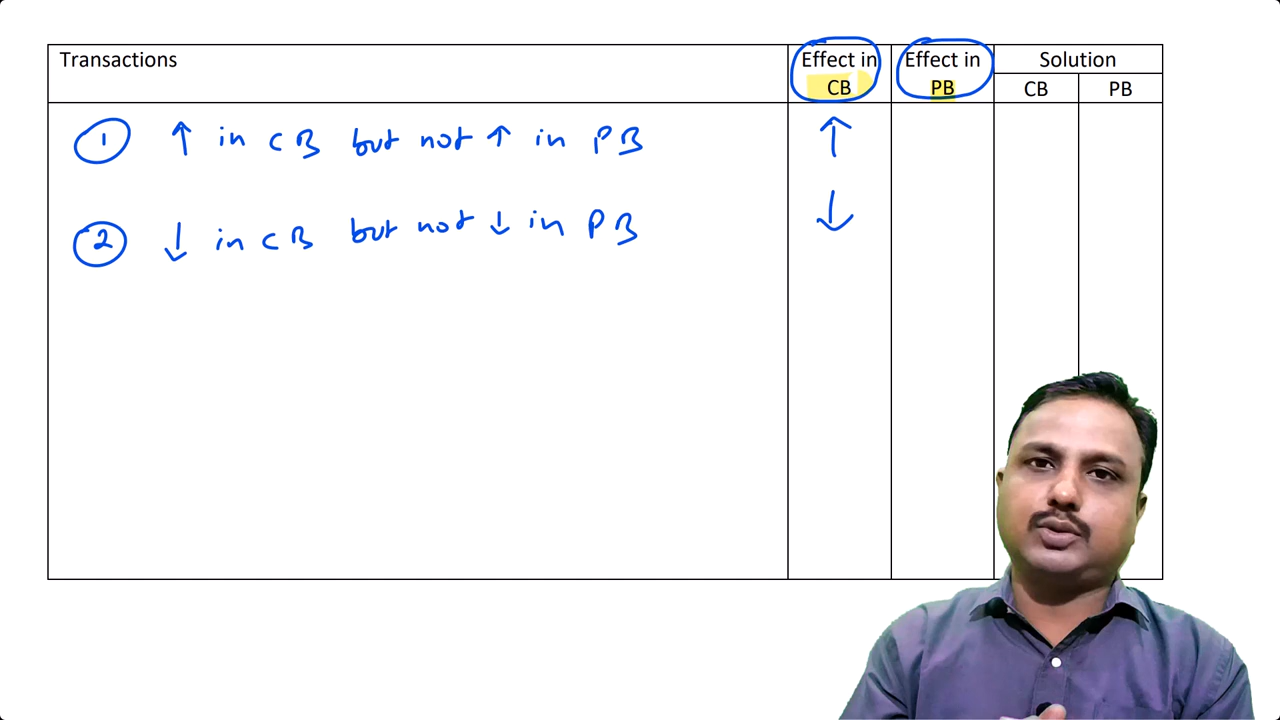 Transactions Effect in CB Effect in PB Solution
CB PB
1 ↑ in CB but not ↑ in PB ↑
2 ↓ in CB but not ↓ in PB ↓